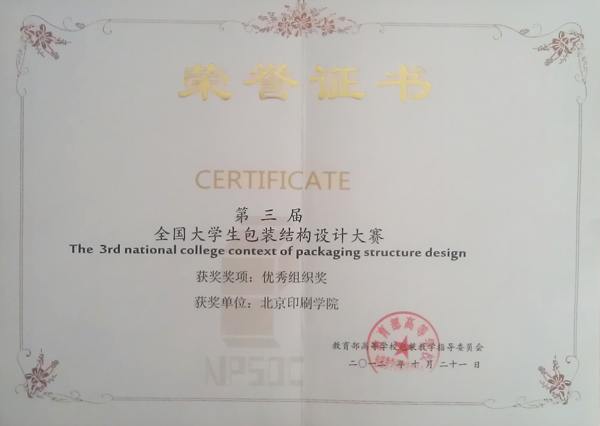 荣誉证书
CERTIFICATE
第三届
全国大学生包装结构设计大赛
The 3rd national college context of packaging structure design
获奖奖项：优秀组织奖
获奖单位：北京印刷学院
NPSDC
教育部高等学校 教学指导委员会
十月二十一日